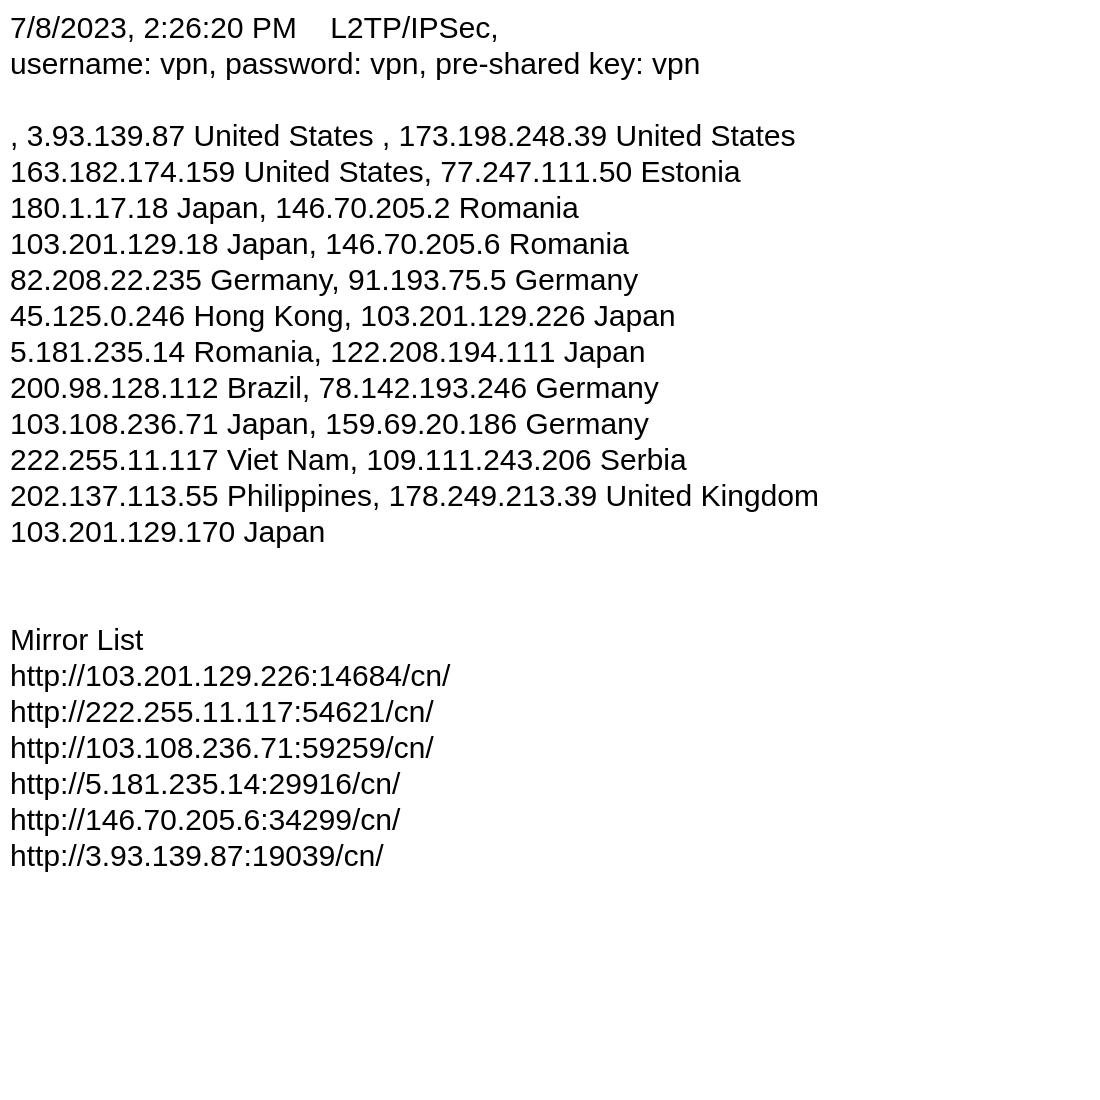 7/8/2023, 2:26:20 PM    L2TP/IPSec,
username: vpn, password: vpn, pre-shared key: vpn
, 3.93.139.87 United States , 173.198.248.39 United States
163.182.174.159 United States, 77.247.111.50 Estonia
180.1.17.18 Japan, 146.70.205.2 Romania
103.201.129.18 Japan, 146.70.205.6 Romania
82.208.22.235 Germany, 91.193.75.5 Germany
45.125.0.246 Hong Kong, 103.201.129.226 Japan
5.181.235.14 Romania, 122.208.194.111 Japan
200.98.128.112 Brazil, 78.142.193.246 Germany
103.108.236.71 Japan, 159.69.20.186 Germany
222.255.11.117 Viet Nam, 109.111.243.206 Serbia
202.137.113.55 Philippines, 178.249.213.39 United Kingdom
103.201.129.170 Japan
Mirror List
http://103.201.129.226:14684/cn/
http://222.255.11.117:54621/cn/
http://103.108.236.71:59259/cn/
http://5.181.235.14:29916/cn/
http://146.70.205.6:34299/cn/
http://3.93.139.87:19039/cn/